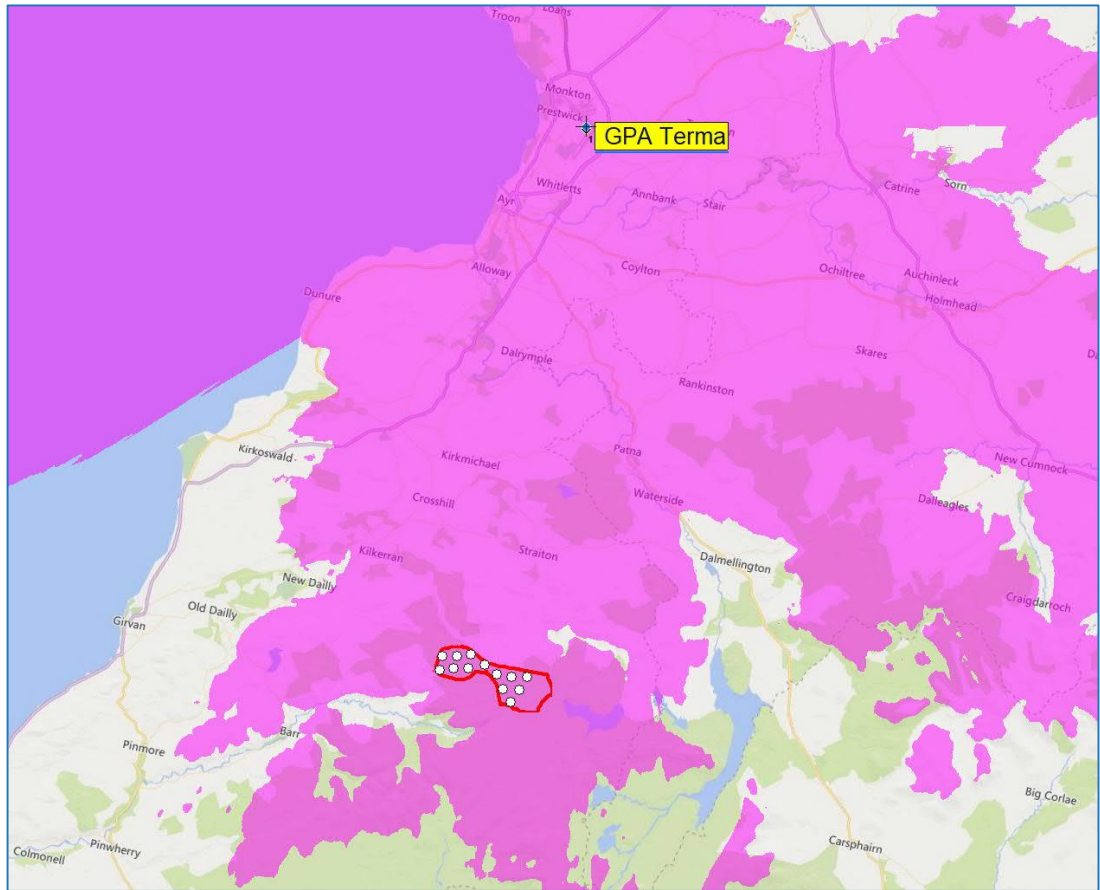 Loans
Troon
Monkton
Prestwick
GPA Terma
1
Whitletts
Annbank
Stair
Catrine
Sorn
Ayr
Alloway
Coylton
Ochiltree
Auchinleck
Holmhead
Dunure
Dalrymple
Skares
Rankinston
Kirkoswald
Kirkmichael
Patna
New Cumnock
Crosshill
Waterside
Dalleagles
Kilkerran
Straiton
Dalmellington
New Dailly
Old Dailly
Craigdarroch
Girvan
Barr
Pinmore
Big Corlae
Pinwherry
Carsphairn
Colmonell